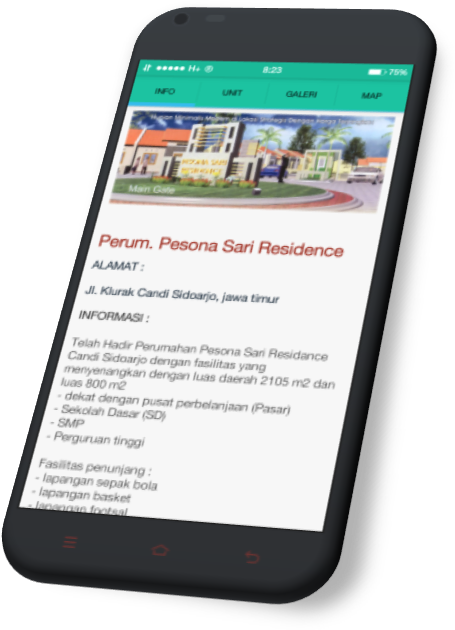 H+
8:23
75%
INFO UNIT GALERI MAP
Main Gate
Perum. Pesona Sari Residence
ALAMAT :
Jl. Klurak Candi Sidoarjo, jawa timur
INFORMASI :
Telah Hadir Perumahan Pesona Sari Residance
Candi Sidoarjo dengan fasilitas yang
menyenangkan dengan luas daerah 2105 m2 dan
luas 800 m2
- dekat dengan pusat perbelanjaan (Pasar)
- Sekolah Dasar (SD)
- SMP
- Perguruan tinggi
Fasilitas penunjang :
- lapangan sepak bola
- lapangan basket
- lapangan footsal